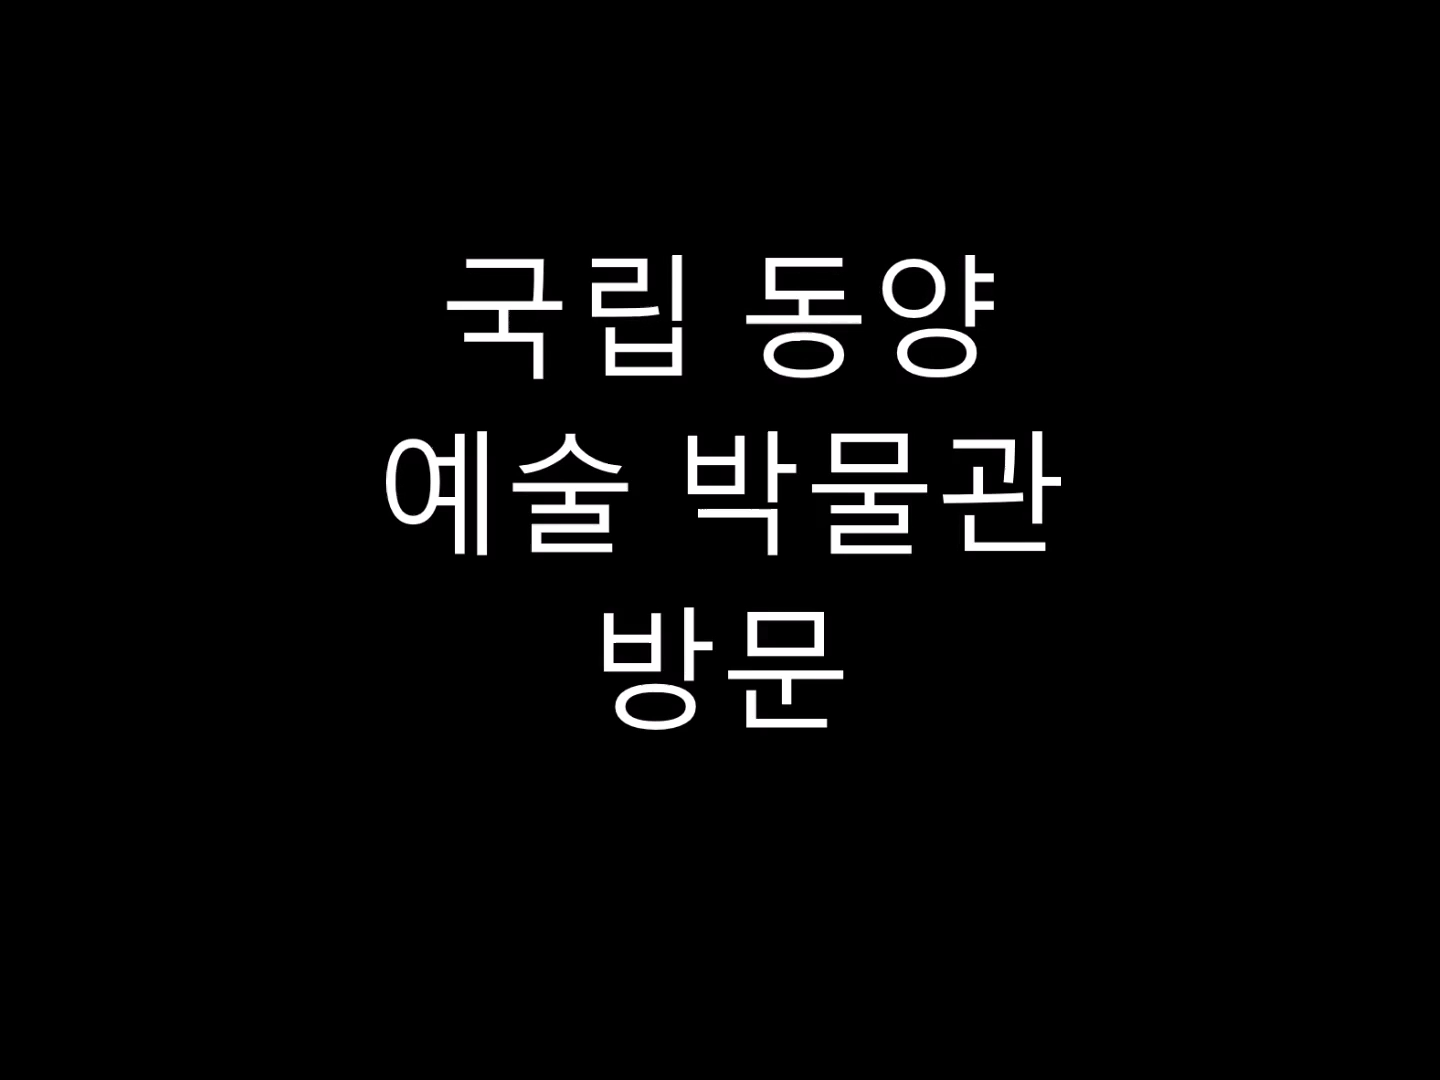 국립 동양
예술 박물관
방문